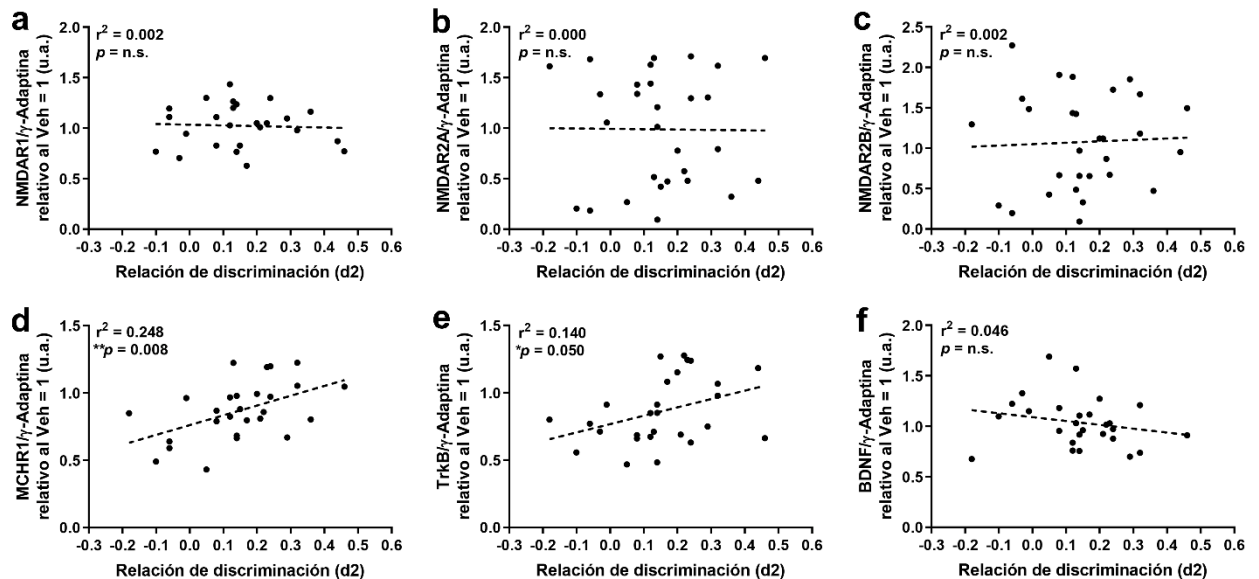 a
r² = 0.002
p = n.s.
NMDAR1/γ-Adaptina
relativo al Veh = 1 (u.a.)
2.0
1.5
1.0
0.5
0.0
-0.3 -0.2 -0.1 0.0 0.1 0.2 0.3 0.4 0.5 0.6
Relación de discriminación (d2)
b
r² = 0.000
p = n.s.
NMDAR2A/γ-Adaptina
relativo al Veh = 1 (u.a.)
2.0
1.5
1.0
0.5
0.0
-0.3 -0.2 -0.1 0.0 0.1 0.2 0.3 0.4 0.5 0.6
Relación de discriminación (d2)
c
r² = 0.002
p = n.s.
NMDAR2B/γ-Adaptina
relativo al Veh = 1 (u.a.)
2.5
2.0
1.5
1.0
0.5
0.0
-0.3 -0.2 -0.1 0.0 0.1 0.2 0.3 0.4 0.5 0.6
Relación de discriminación (d2)
d
r² = 0.248
**p = 0.008
MCHR1/γ-Adaptina
relativo al Veh = 1 (u.a.)
1.5
1.0
0.5
0.0
-0.3 -0.2 -0.1 0.0 0.1 0.2 0.3 0.4 0.5 0.6
Relación de discriminación (d2)
e
r² = 0.140
*p = 0.050
TrkB/γ-Adaptina
relativo al Veh = 1 (u.a.)
1.5
1.0
0.5
0.0
-0.3 -0.2 -0.1 0.0 0.1 0.2 0.3 0.4 0.5 0.6
Relación de discriminación (d2)
f
r² = 0.046
p = n.s.
BDNF/γ-Adaptina
relativo al Veh = 1 (u.a.)
2.0
1.5
1.0
0.5
0.0
-0.3 -0.2 -0.1 0.0 0.1 0.2 0.3 0.4 0.5 0.6
Relación de discriminación (d2)